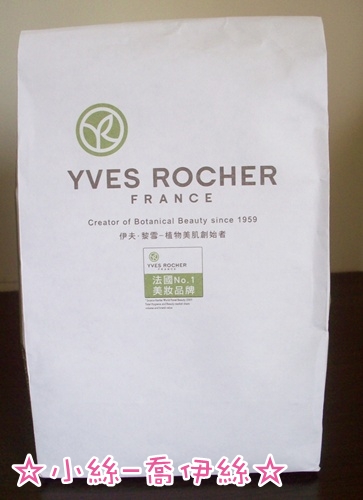 YVES ROCHER
FRANCE
Creator of Botanical Beauty since 1959
伊夫·黎雪-植物美肌創始者
YVES ROCHER
FRANCE
法國No.1
美妝品牌
☆小絲-喬伊絲☆